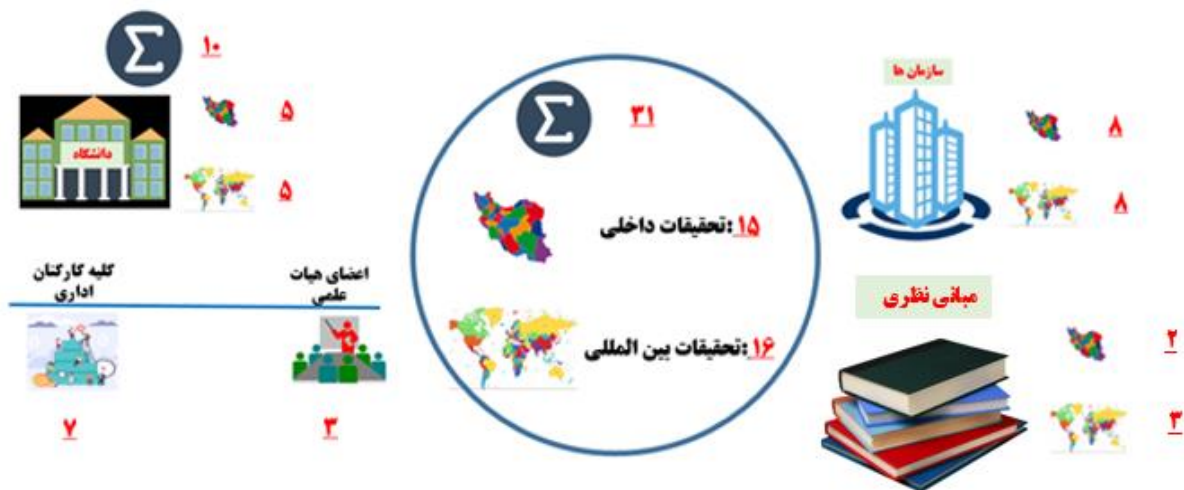 Σ ۱۰
دانشگاه
۵
۵
کلیه کارکنان
اداری
اعضای هیات
علمی
۷
۳
Σ ۳۱
تحقیقات داخلی: ۱۵
تحقیقات بین المللی: ۱۶
سازمان ها
۸
۸
مبانی نظری
۲
۳